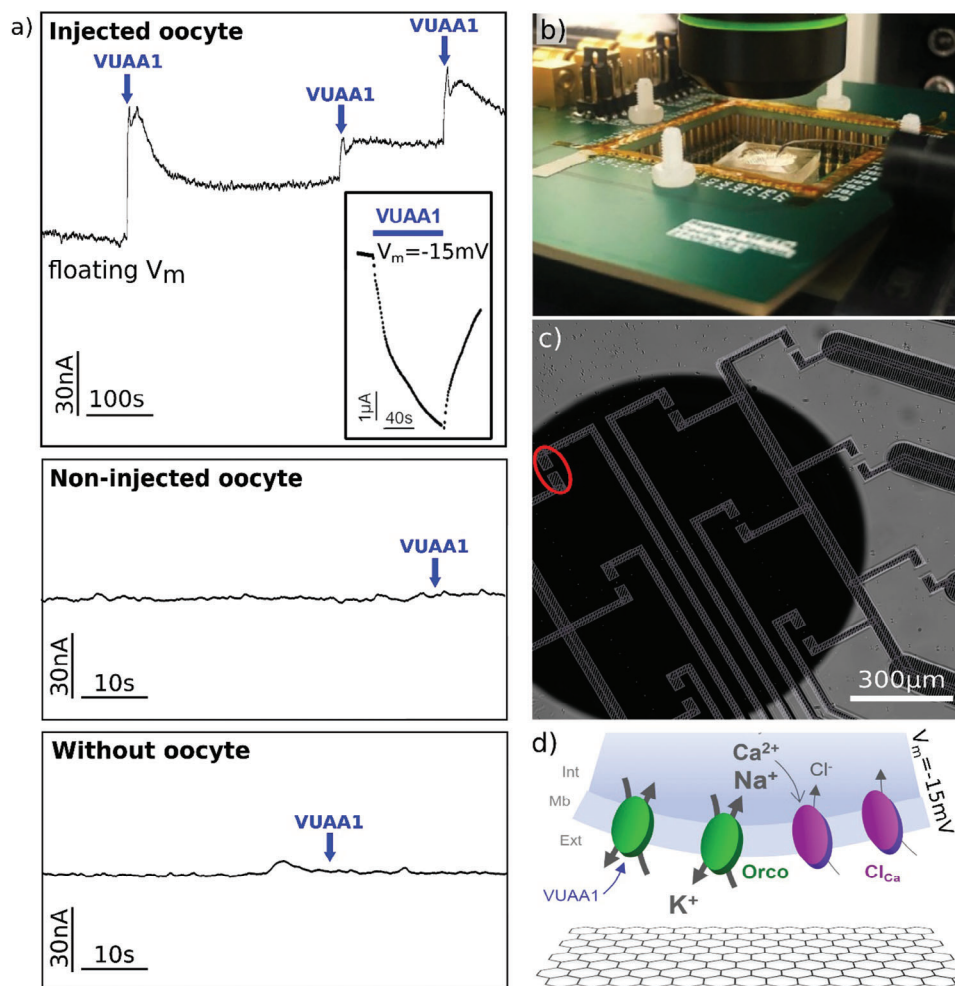 a)
Injected oocyte
VUAA1
VUAA1
VUAA1
floating Vm
30nA
100s
VUAA1
Vm=-15mV
1µA
40s
Non-injected oocyte
VUAA1
30nA
10s
Without oocyte
VUAA1
30nA
10s
b)
c)
300µm
d)
Int
Mb
Ext
Ca²⁺
Na⁺
Cl⁻
Vm=-15mV
VUAA1
Orco
ClCa
K⁺